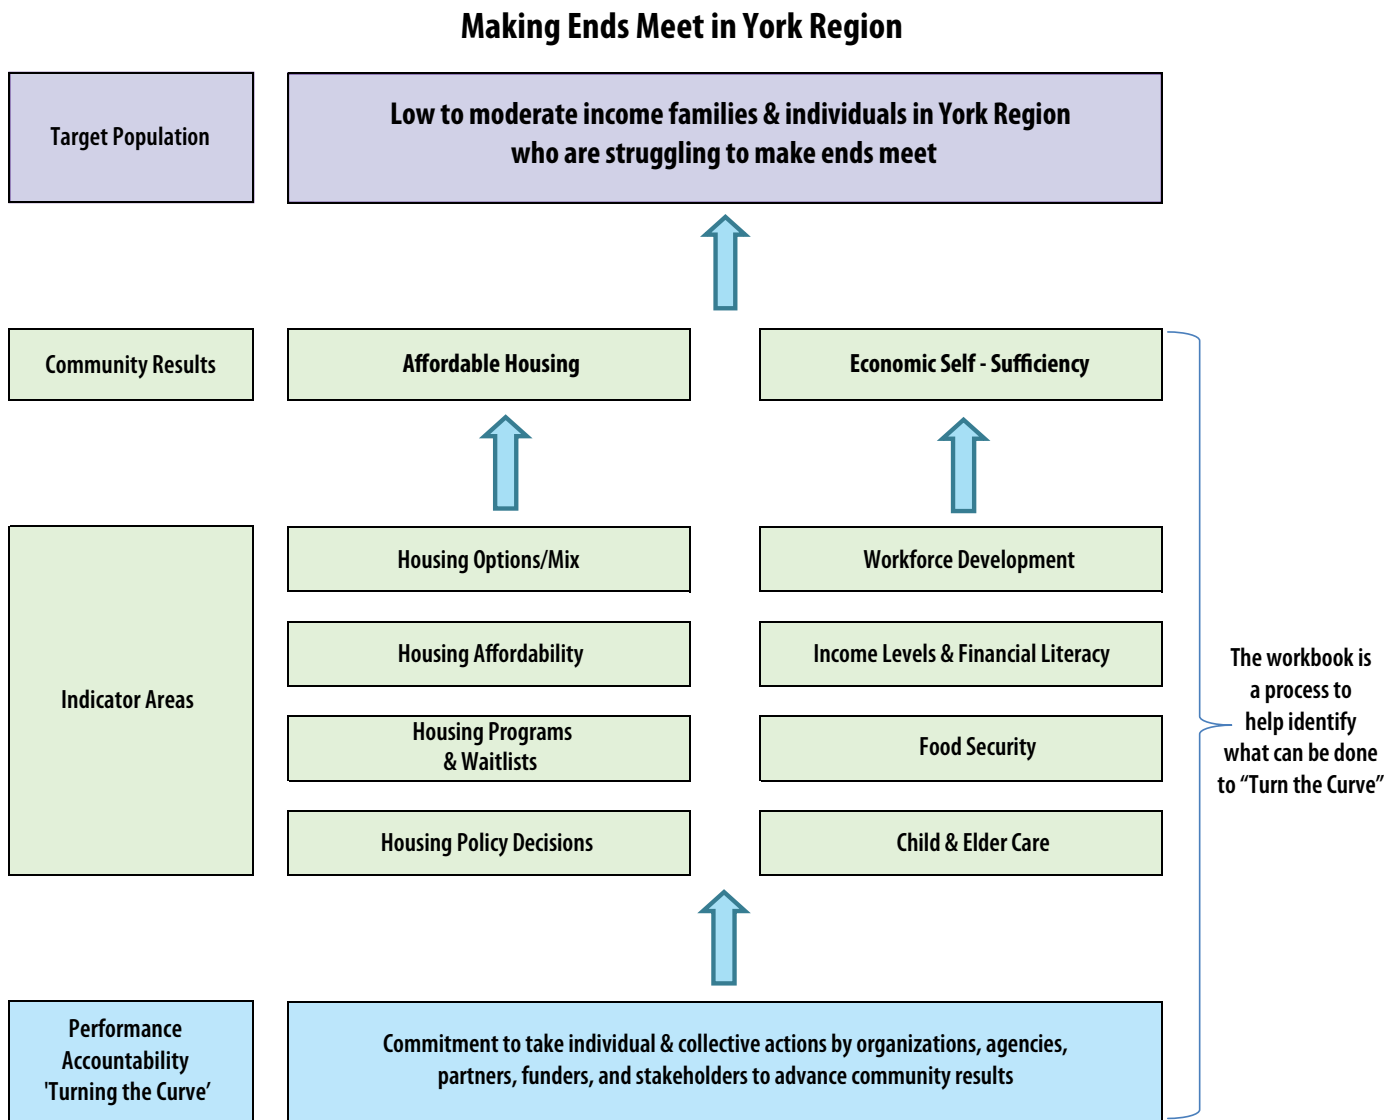 Making Ends Meet in York Region
Target Population
Low to moderate income families & individuals in York Region
who are struggling to make ends meet
Community Results
Affordable Housing
Economic Self - Sufficiency
Indicator Areas
Housing Options/Mix
Workforce Development
Housing Affordability
Income Levels & Financial Literacy
Housing Programs
& Waitlists
Food Security
Housing Policy Decisions
Child & Elder Care
The workbook is
a process to
help identify
what can be done
to “Turn the Curve”
Performance
Accountability
'Turning the Curve’
Commitment to take individual & collective actions by organizations, agencies,
partners, funders, and stakeholders to advance community results